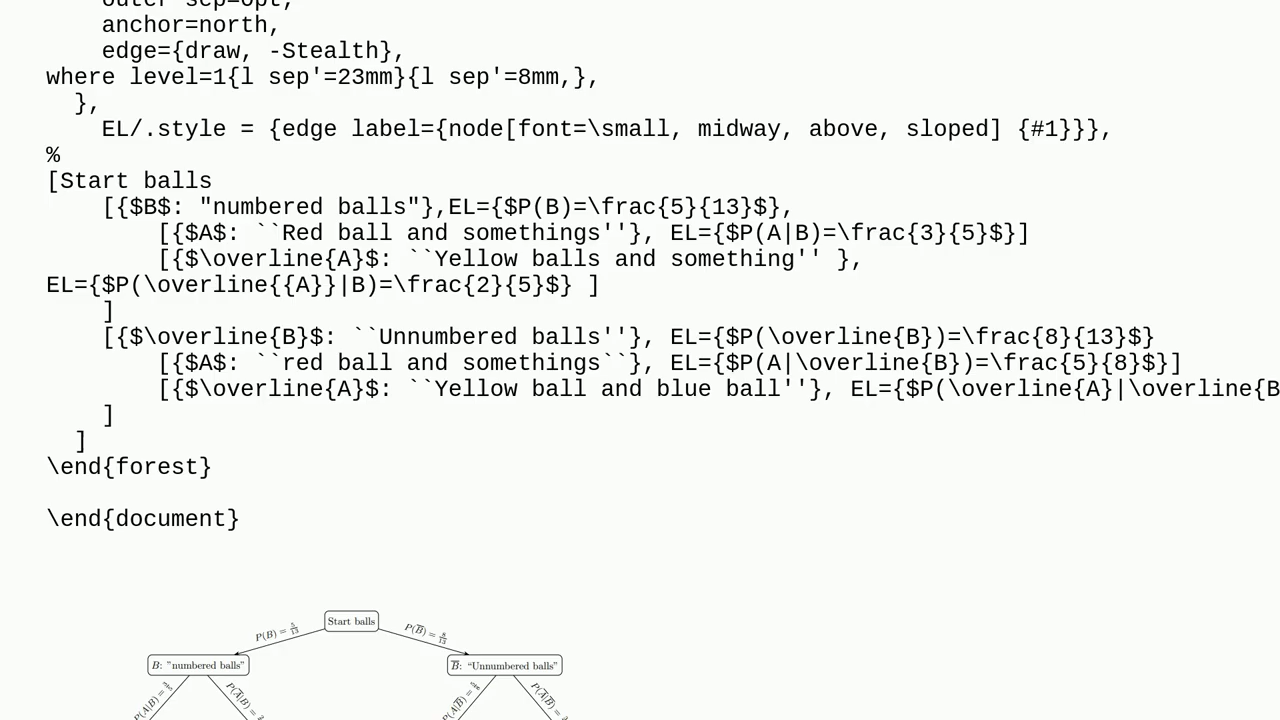 outer sep=0pt,
anchor=north,
edge={draw, -Stealth},
where level=1{l sep'=23mm}{l sep'=8mm,},
},
EL/.style = {edge label={node[font=\small, midway, above, sloped] {#1}}},
%
[Start balls
[{$B$: "numbered balls"},EL={$P(B)=\frac{5}{13}$},
[{$A$: ``Red ball and somethings''}, EL={$P(A|B)=\frac{3}{5}$}]
[{$\overline{A}$: ``Yellow balls and something'' },
EL={$P(\overline{{A}}|B)=\frac{2}{5}$} ]
]
[{$\overline{B}$: ``Unnumbered balls''}, EL={$P(\overline{B})=\frac{8}{13}$}
[{$A$: ``red ball and somethings``}, EL={$P(A|\overline{B})=\frac{5}{8}$}]
[{$\overline{A}$: ``Yellow ball and blue ball''}, EL={$P(\overline{A}|\overline{B
]
]
\end{forest}
\end{document}
Start balls
P(B) = 5/13
P(B̅) = 8/13
B: "numbered balls"
B̅: “Unnumbered balls”
P(A|B) =
P(A̅|B) =
P(A|B̅) =
P(A̅|B̅) =